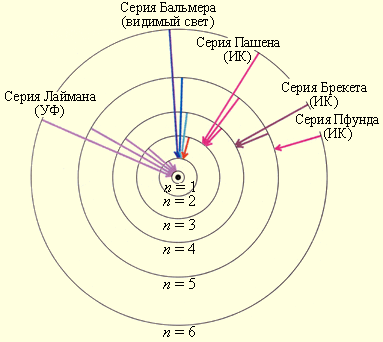 Серия Бальмера
(видимый свет)
Серия Пашена
(ИК)
Серия Лаймана
(УФ)
Серия Брекета
(ИК)
Серия Пфунда
(ИК)
n = 1
n = 2
n = 3
n = 4
n = 5
n = 6